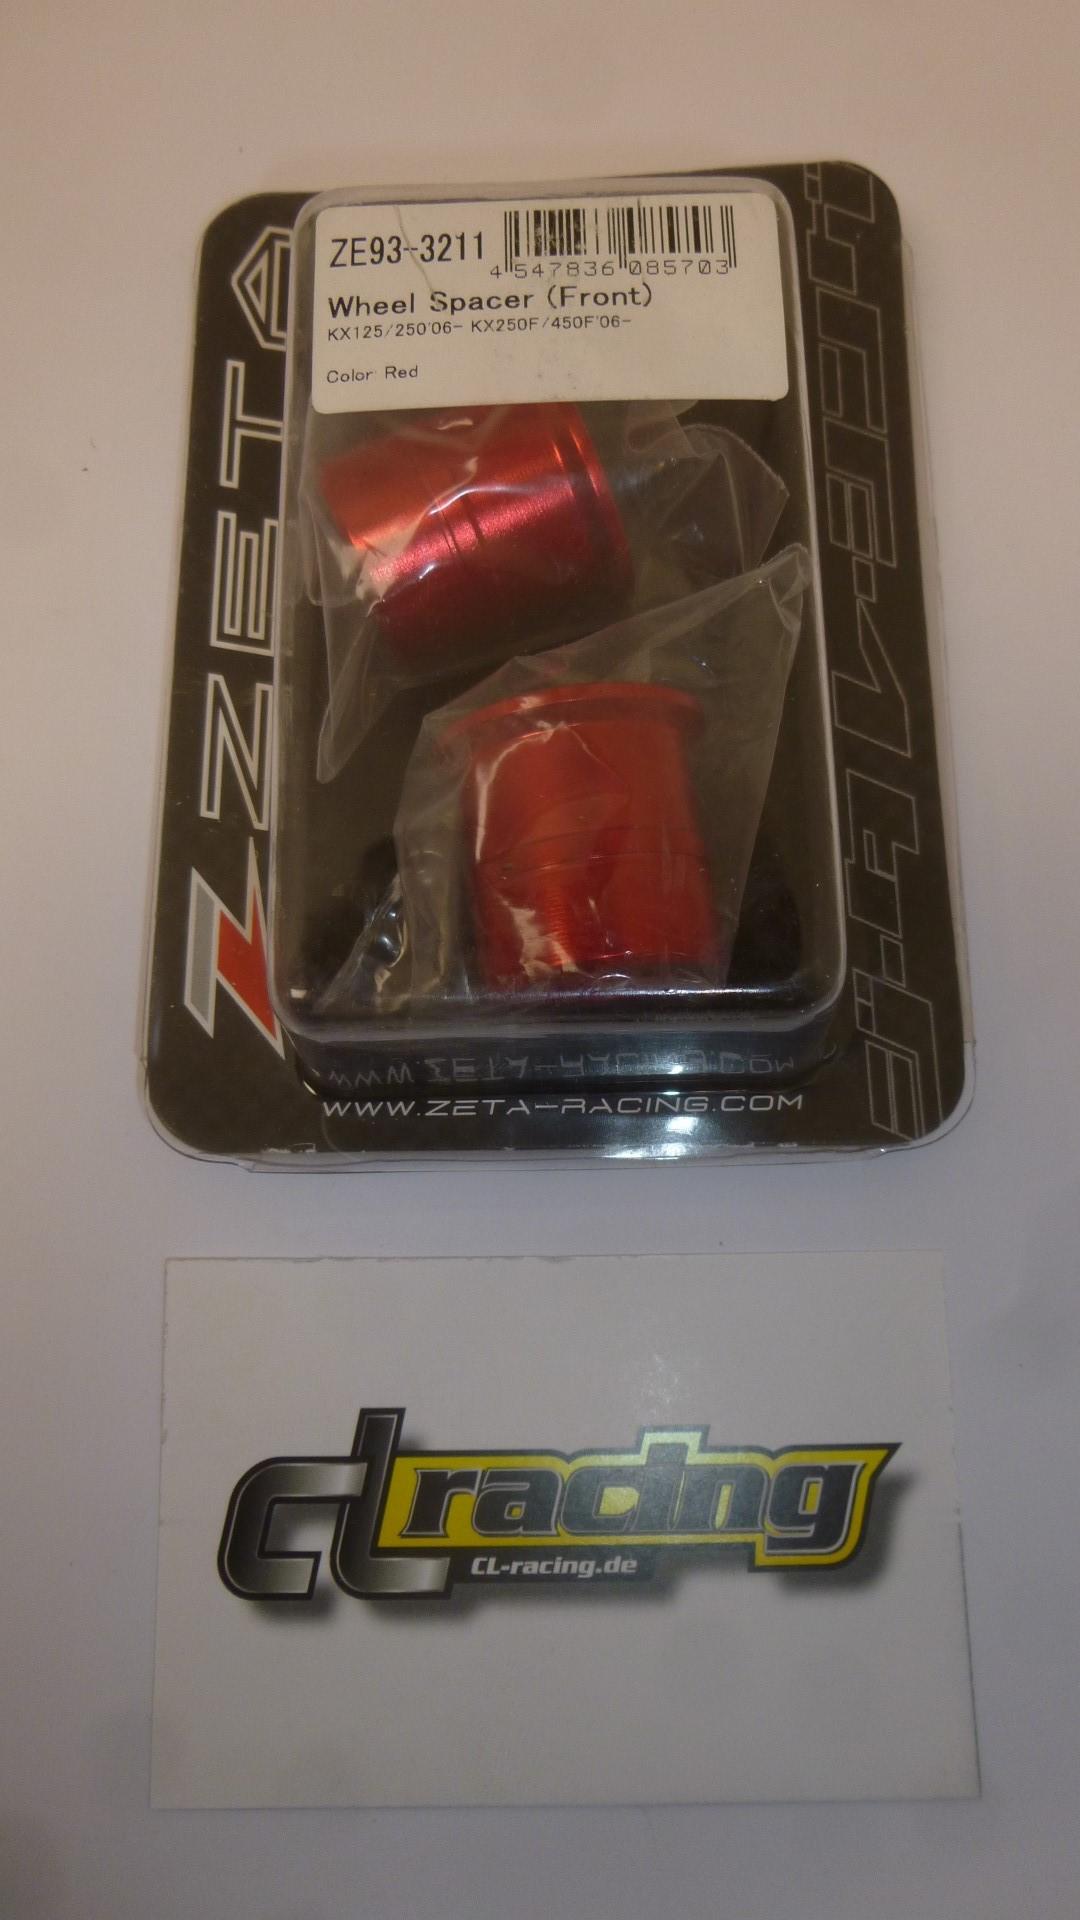 ZE93-3211
4 547836 085703
Wheel Spacer (Front)
KX125/250'06- KX250F/450F'06-
Color: Red
ZETA
WWW.ZETA-RACING.COM
CL racing
CL-racing.de